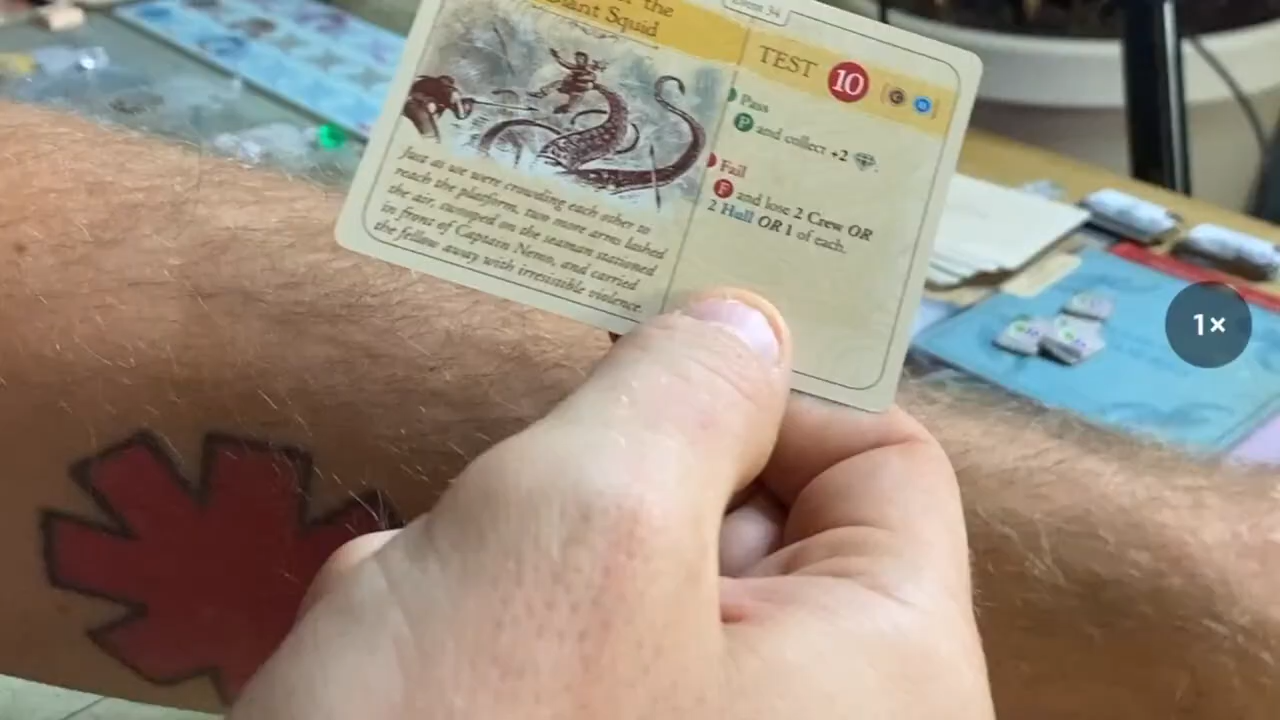 the
Giant Squid
Just as we were crowding each other to
reach the platform, two more arms lashed
the air, swooped on the seaman stationed
in front of Captain Nemo, and carried
the fellow away with irresistible violence.
34
TEST 10
Pass
P and collect +2
Fail
F and lose 2 Crew OR
2 Hull OR 1 of each.
1×